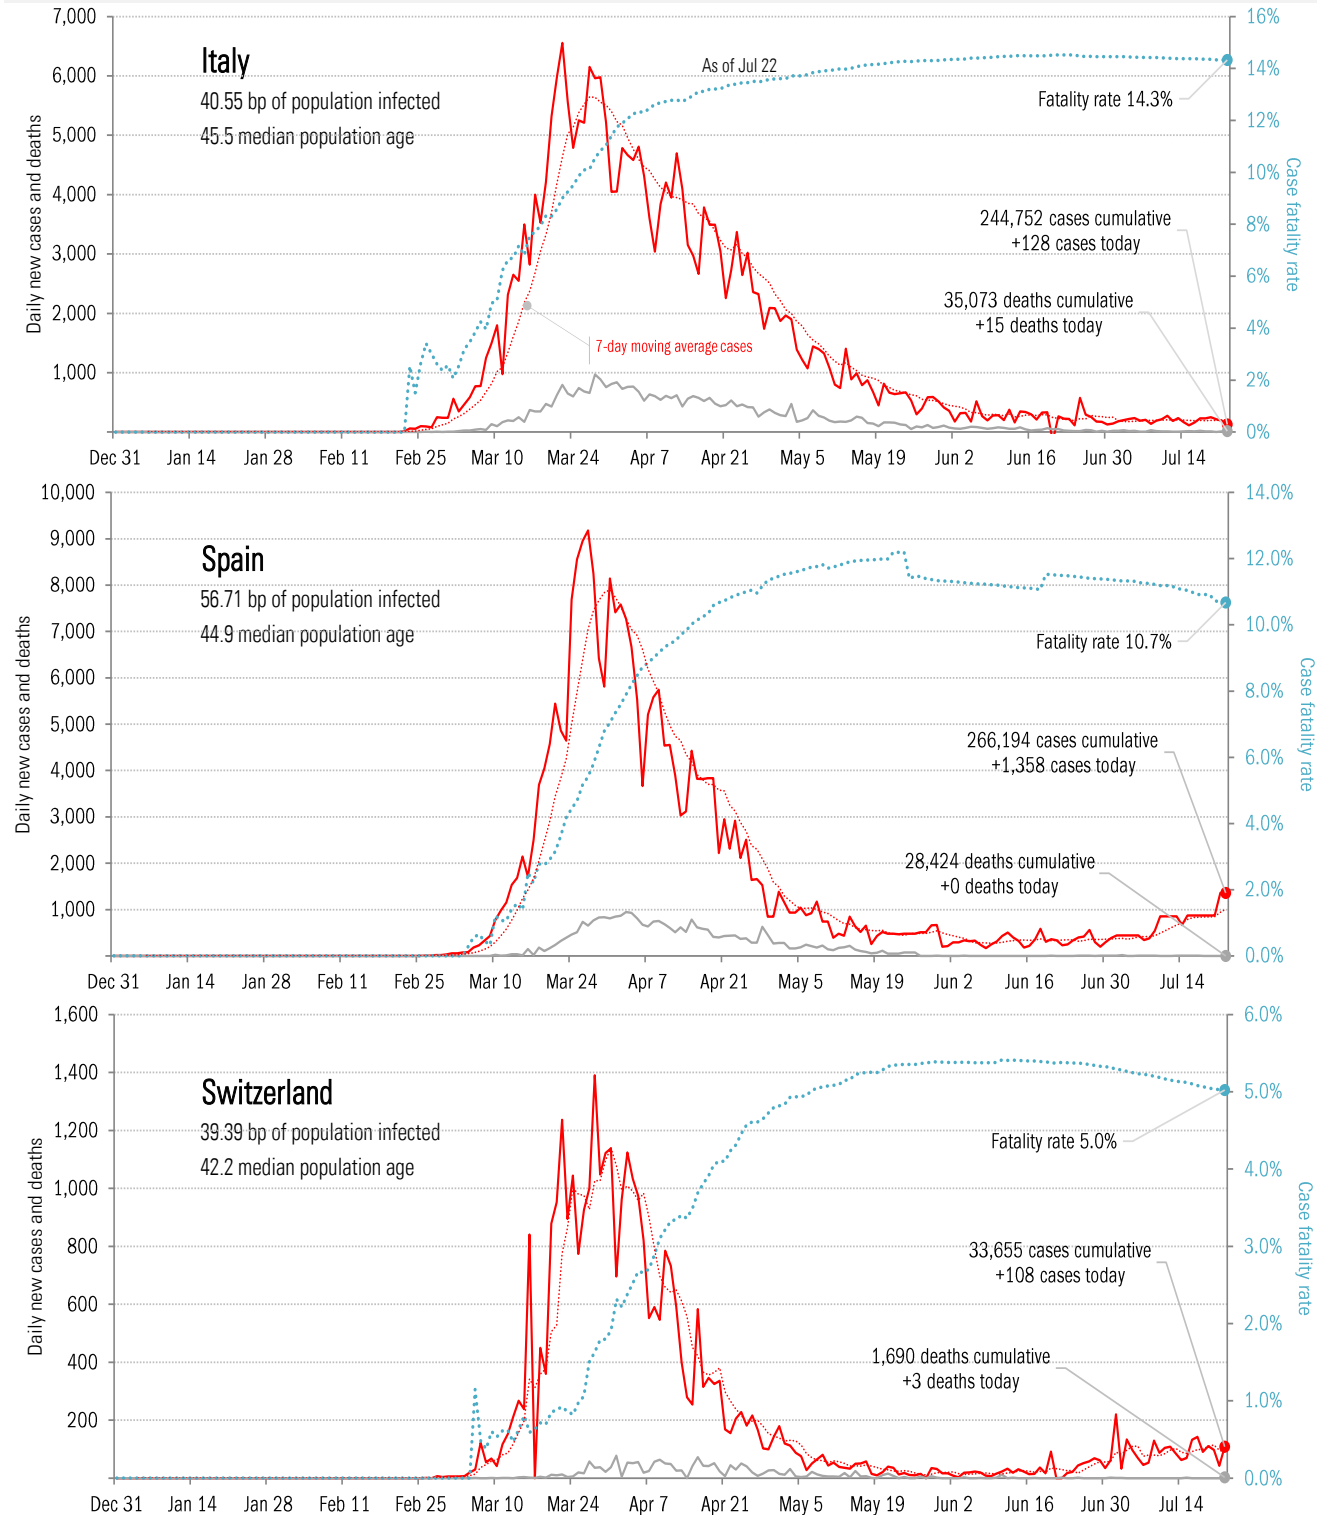 7,000
6,000
5,000
4,000
3,000
2,000
1,000
Daily new cases and deaths
Italy
40.55 bp of population infected
45.5 median population age
As of Jul 22
7-day moving average cases
Fatality rate 14.3%
244,752 cases cumulative
+128 cases today
35,073 deaths cumulative
+15 deaths today
16%
14%
12%
10%
8%
6%
4%
2%
0%
Case fatality rate
Dec 31 Jan 14 Jan 28 Feb 11 Feb 25 Mar 10 Mar 24 Apr 7 Apr 21 May 5 May 19 Jun 2 Jun 16 Jun 30 Jul 14
10,000
9,000
8,000
7,000
6,000
5,000
4,000
3,000
2,000
1,000
Daily new cases and deaths
Spain
56.71 bp of population infected
44.9 median population age
Fatality rate 10.7%
266,194 cases cumulative
+1,358 cases today
28,424 deaths cumulative
+0 deaths today
14.0%
12.0%
10.0%
8.0%
6.0%
4.0%
2.0%
0.0%
Case fatality rate
Dec 31 Jan 14 Jan 28 Feb 11 Feb 25 Mar 10 Mar 24 Apr 7 Apr 21 May 5 May 19 Jun 2 Jun 16 Jun 30 Jul 14
1,600
1,400
1,200
1,000
800
600
400
200
Daily new cases and deaths
Switzerland
39.39 bp of population infected
42.2 median population age
Fatality rate 5.0%
33,655 cases cumulative
+108 cases today
1,690 deaths cumulative
+3 deaths today
6.0%
5.0%
4.0%
3.0%
2.0%
1.0%
0.0%
Case fatality rate
Dec 31 Jan 14 Jan 28 Feb 11 Feb 25 Mar 10 Mar 24 Apr 7 Apr 21 May 5 May 19 Jun 2 Jun 16 Jun 30 Jul 14